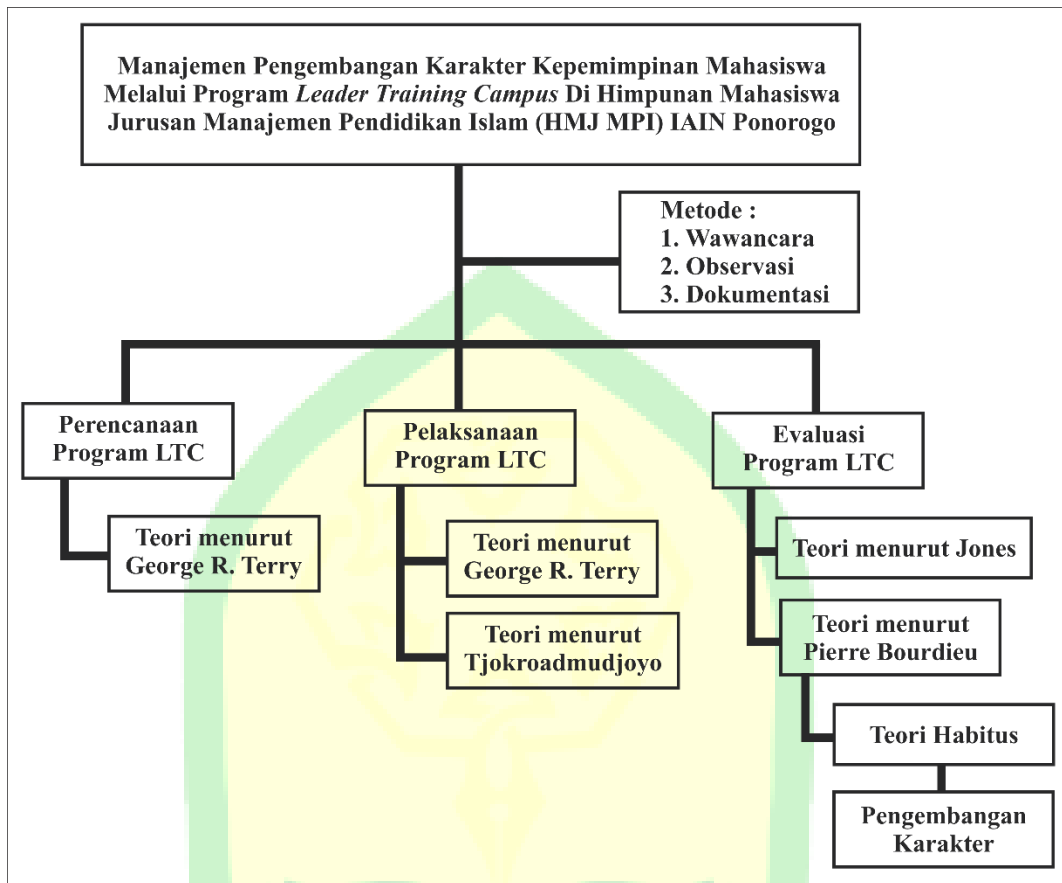 Manajemen Pengembangan Karakter Kepemimpinan Mahasiswa
Melalui Program Leader Training Campus Di Himpunan Mahasiswa
Jurusan Manajemen Pendidikan Islam (HMJ MPI) IAIN Ponorogo
Metode :
1. Wawancara
2. Observasi
3. Dokumentasi
Perencanaan
Program LTC
Teori menurut
George R. Terry
Pelaksanaan
Program LTC
Teori menurut
George R. Terry
Teori menurut
Tjokroadmudjoyo
Evaluasi
Program LTC
Teori menurut Jones
Teori menurut
Pierre Bourdieu
Teori Habitus
Pengembangan
Karakter